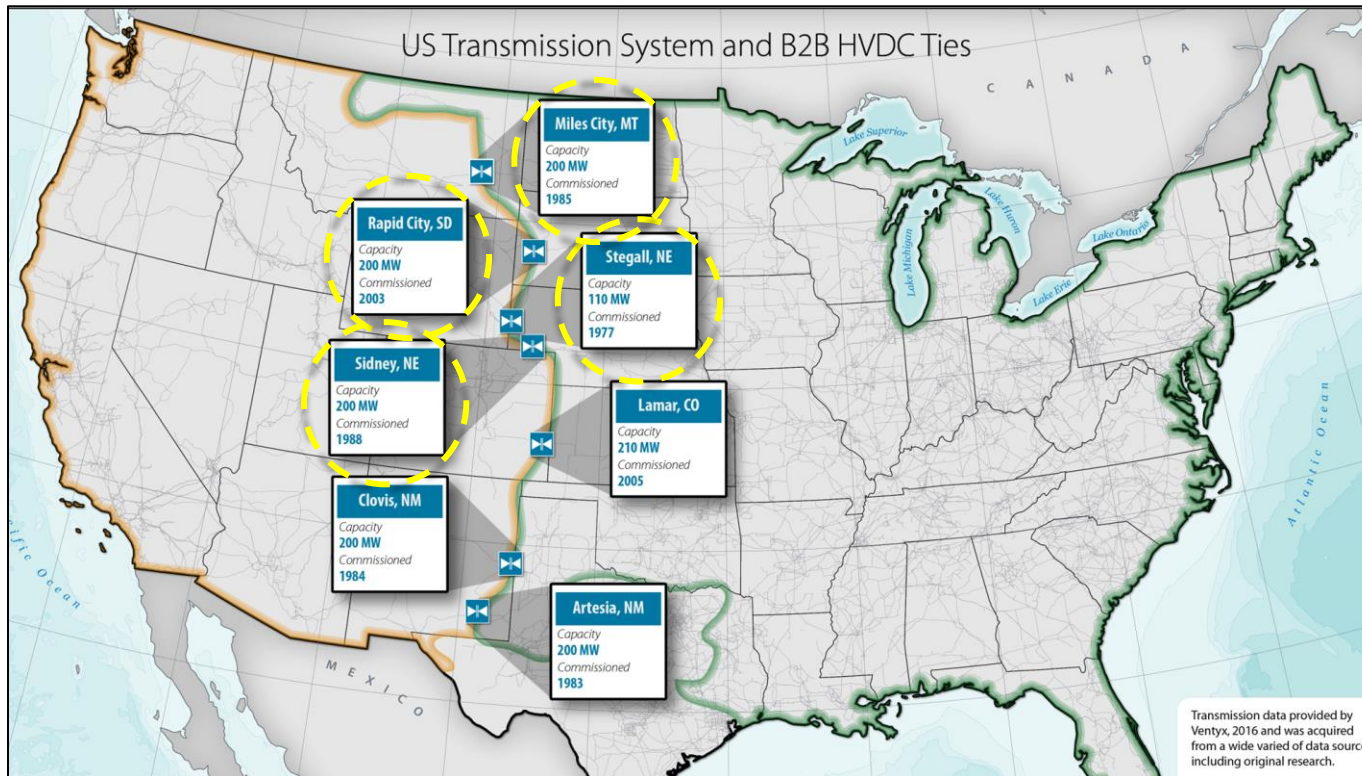 US Transmission System and B2B HVDC Ties
CANADA
Miles City, MT
Capacity
200 MW
Commissioned
1985
Lake Superior
Rapid City, SD
Capacity
200 MW
Commissioned
2003
Stegall, NE
Capacity
110 MW
Commissioned
1977
Lake Huron
Lake Ontario
Lake Michigan
Lake Erie
Sidney, NE
Capacity
200 MW
Commissioned
1988
Lamar, CO
Capacity
210 MW
Commissioned
2005
Clovis, NM
Capacity
200 MW
Commissioned
1984
Artesia, NM
Capacity
200 MW
Commissioned
1983
cific Ocean
Atlantic Ocean
MEXICO
Transmission data provided by
Ventyx, 2016 and was acquired
from a wide varied of data source
including original research.